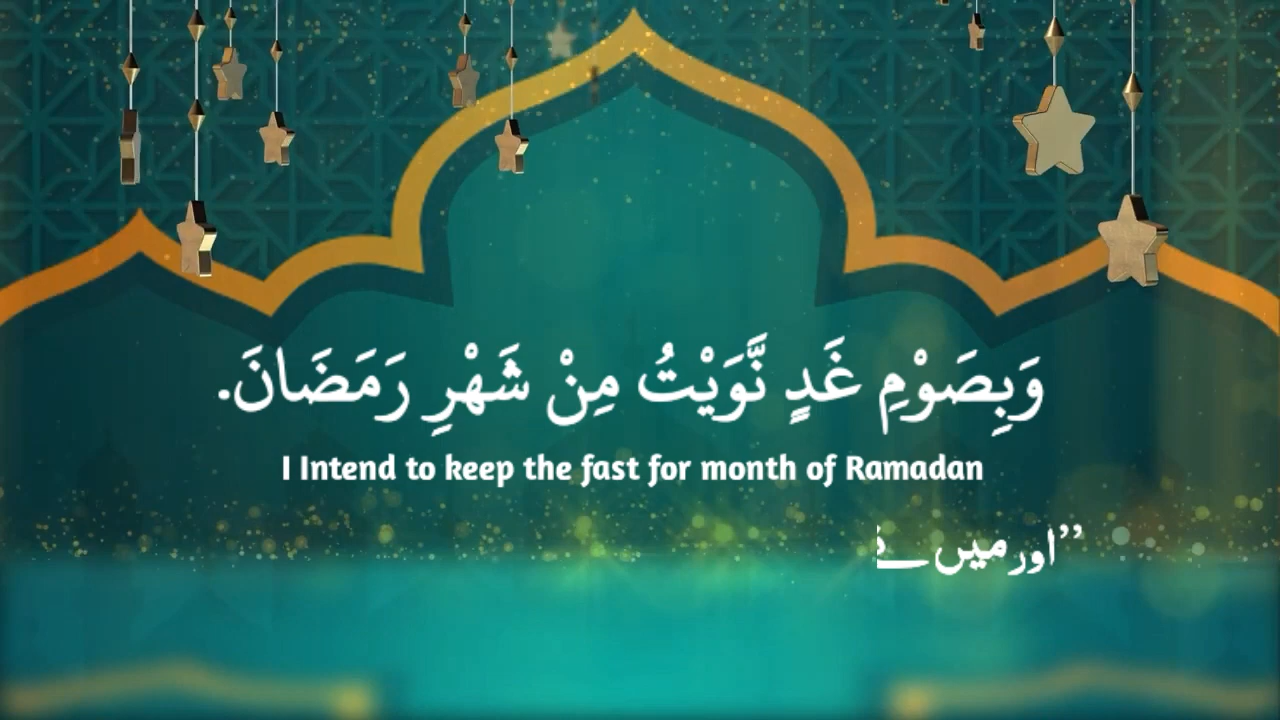 وَبِصَوْمِ غَدٍ نَّوَيْتُ مِنْ شَهْرِ رَمَضَانَ.
I Intend to keep the fast for month of Ramadan
”اور میں